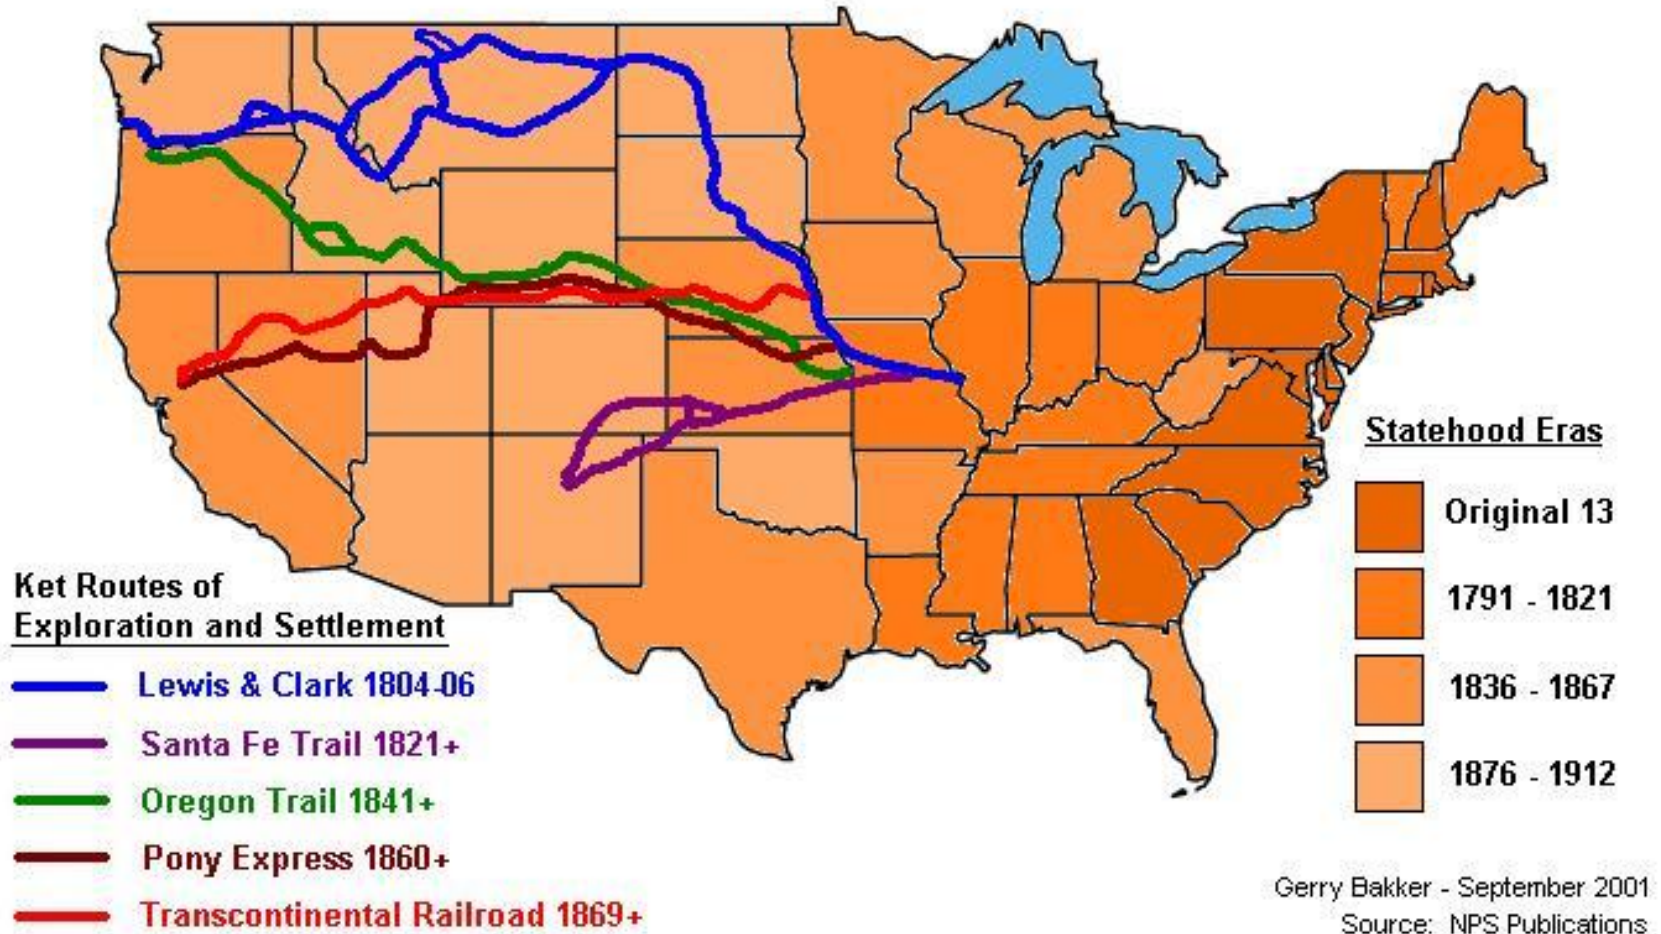 Statehood Eras
Original 13
1791 - 1821
1836 - 1867
1876 - 1912
Ket Routes of
Exploration and Settlement
Lewis & Clark 1804-06
Santa Fe Trail 1821+
Oregon Trail 1841+
Pony Express 1860+
Transcontinental Railroad 1869+
Gerry Bakker - September 2001
Source: NPS Publications